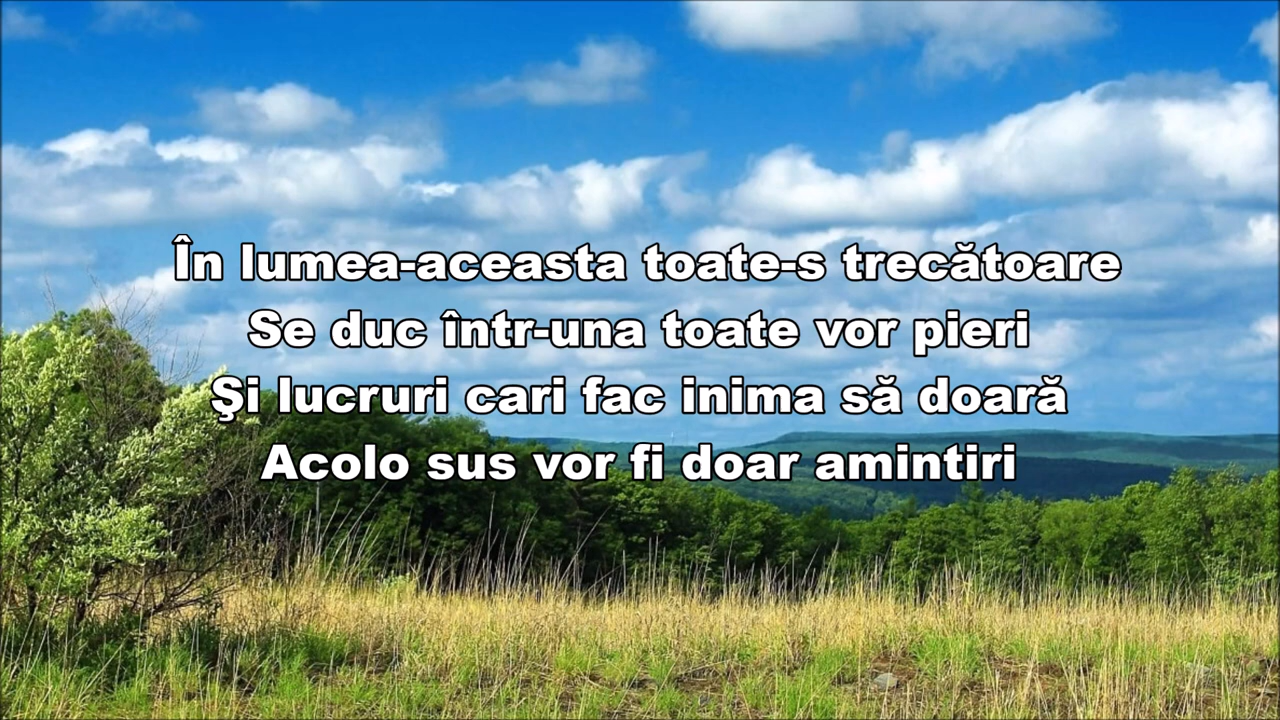 În lumea-aceasta toate-s trecătoare
Se duc într-una toate vor pieri
Şi lucruri cari fac inima să doară
Acolo sus vor fi doar amintiri